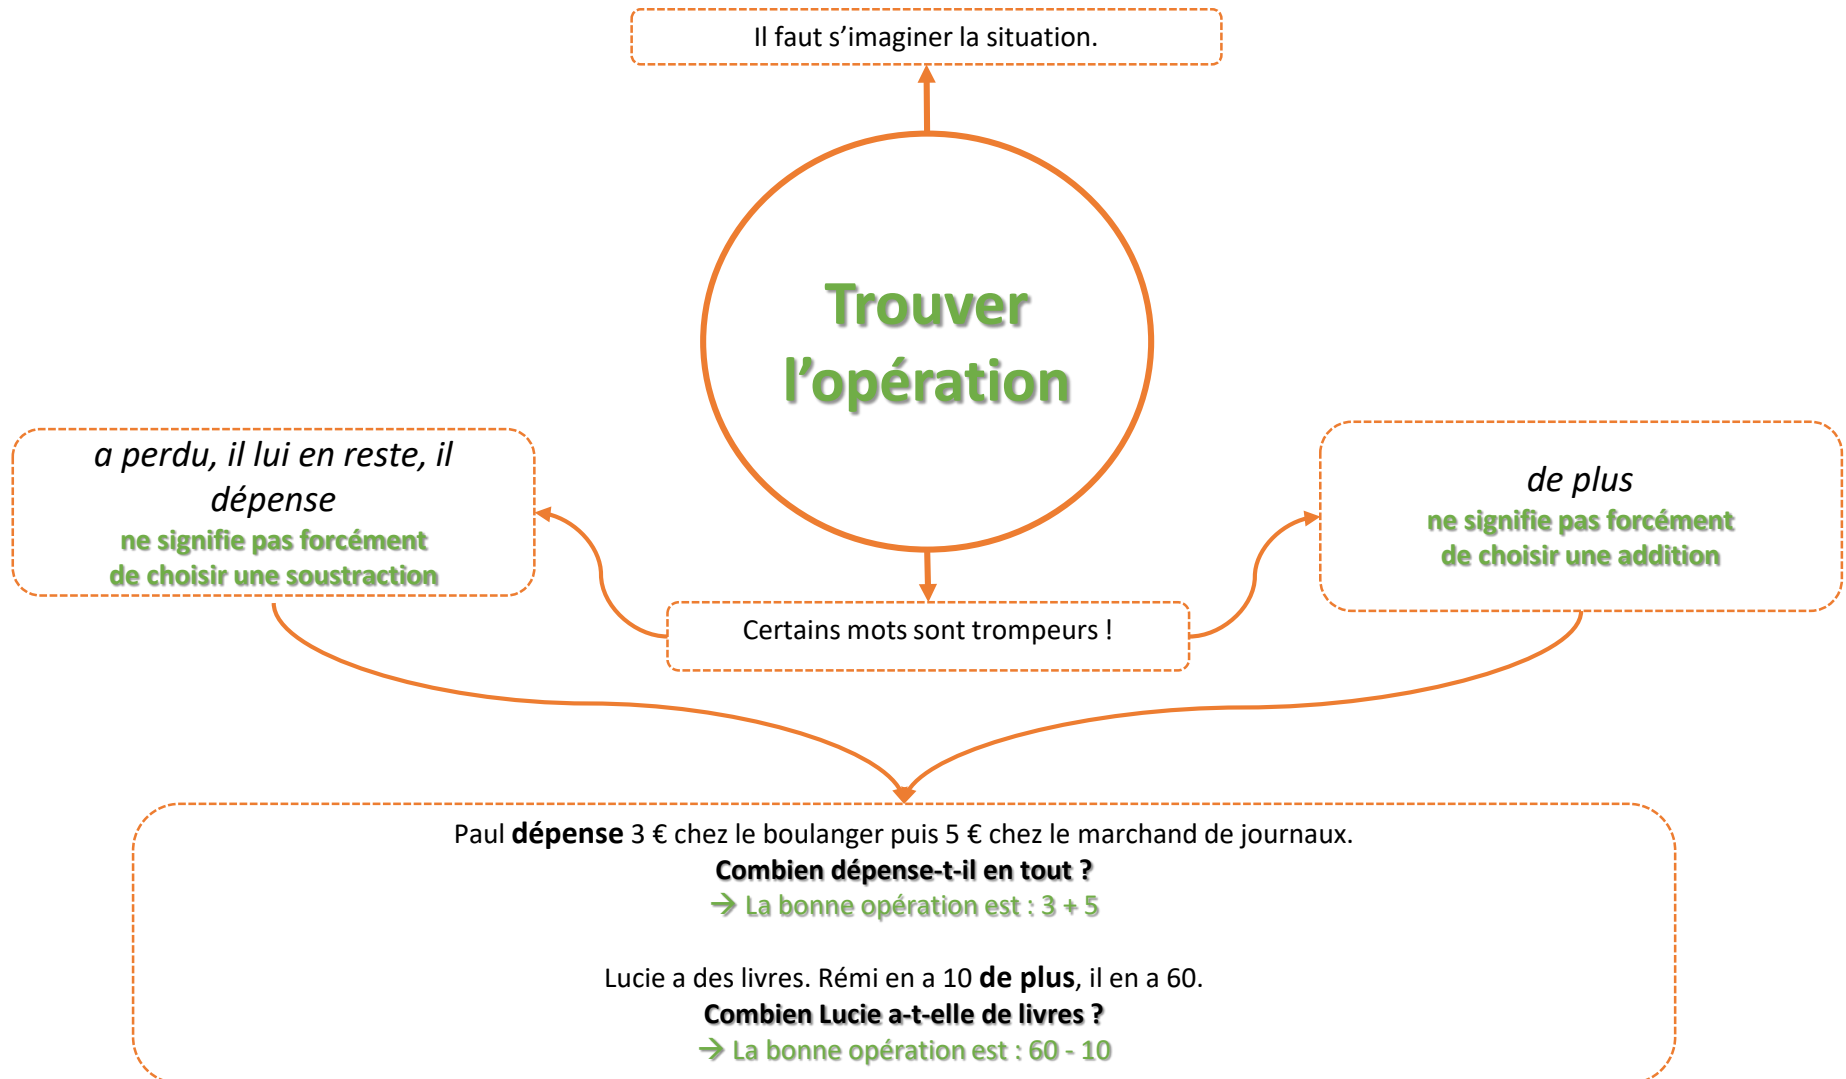 Il faut s’imaginer la situation.
Trouver
l’opération
a perdu, il lui en reste, il
dépense
ne signifie pas forcément
de choisir une soustraction
de plus
ne signifie pas forcément
de choisir une addition
Certains mots sont trompeurs !
Paul dépense 3 € chez le boulanger puis 5 € chez le marchand de journaux.
Combien dépense-t-il en tout ?
→ La bonne opération est : 3 + 5
Lucie a des livres. Rémi en a 10 de plus, il en a 60.
Combien Lucie a-t-elle de livres ?
→ La bonne opération est : 60 - 10